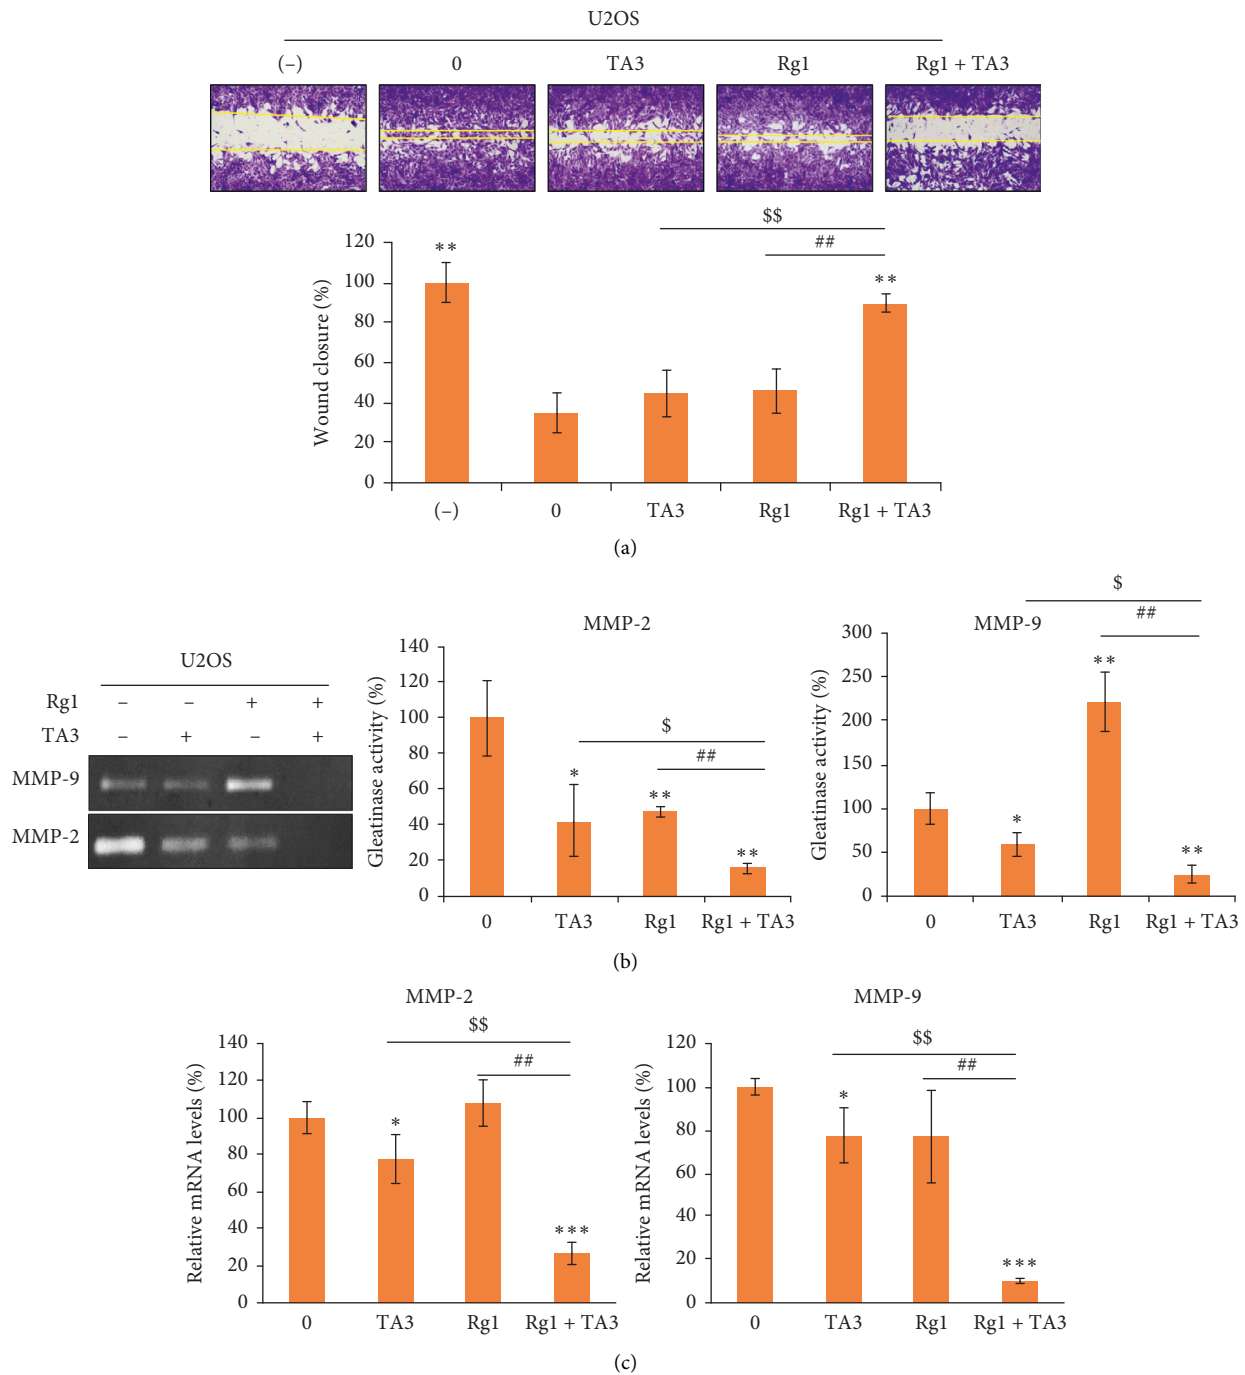 U2OS
(–) 0 TA3 Rg1 Rg1 + TA3
$$
##
120
100
80
60
40
20
0
Wound closure (%)
** **
(–) 0 TA3 Rg1 Rg1 + TA3
(a)
U2OS
Rg1 – – + +
TA3 – + – +
MMP-9
MMP-2
MMP-2
140
120
100
80
60
40
20
0
Gleatinase activity (%)
$
##
* ** **
0 TA3 Rg1 Rg1 + TA3
$
##
MMP-9
300
250
200
150
100
50
0
Gleatinase activity (%)
* ** **
0 TA3 Rg1 Rg1 + TA3
(b)
MMP-2
140
120
100
80
60
40
20
0
Relative mRNA levels (%)
$$
##
* ***
0 TA3 Rg1 Rg1 + TA3
MMP-9
120
100
80
60
40
20
0
Relative mRNA levels (%)
$$
##
* ***
0 TA3 Rg1 Rg1 + TA3
(c)